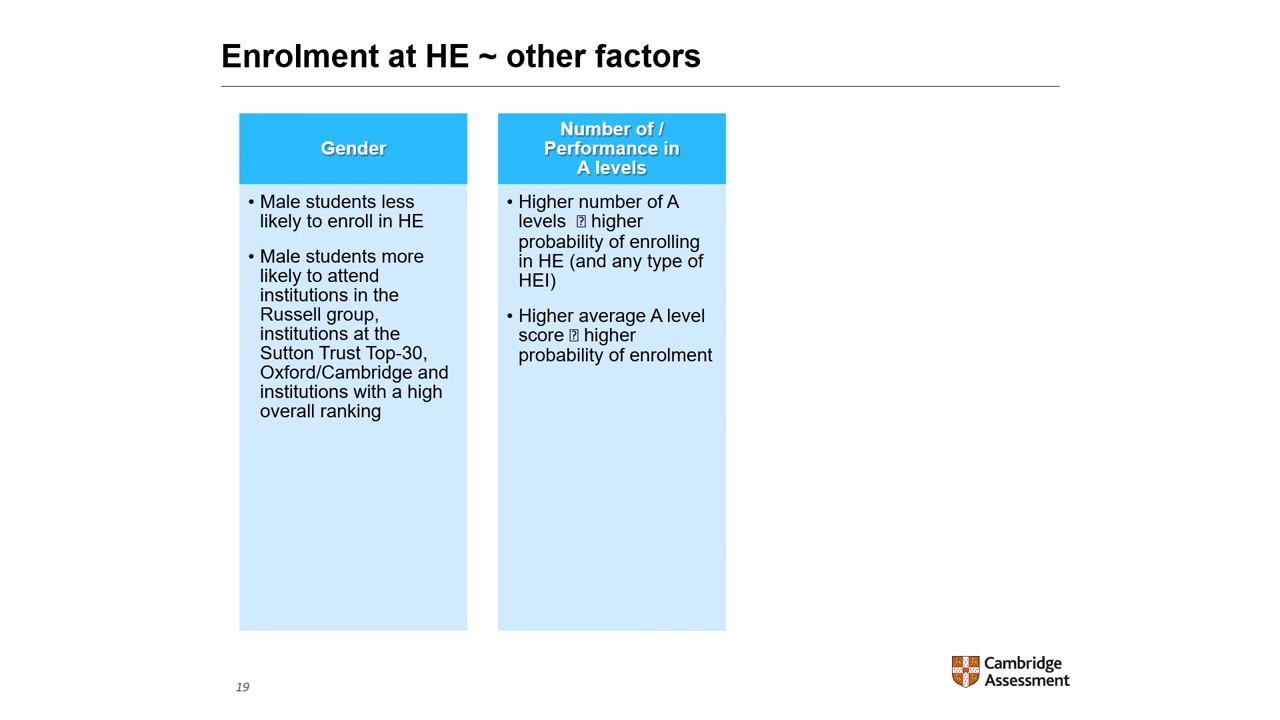 Enrolment at HE ~ other factors
Gender
• Male students less
likely to enroll in HE
• Male students more
likely to attend
institutions in the
Russell group,
institutions at the
Sutton Trust Top-30,
Oxford/Cambridge and
institutions with a high
overall ranking
Number of /
Performance in
A levels
• Higher number of A
levels ⍰ higher
probability of enrolling
in HE (and any type of
HEI)
• Higher average A level
score ⍰ higher
probability of enrolment
19
Cambridge
Assessment